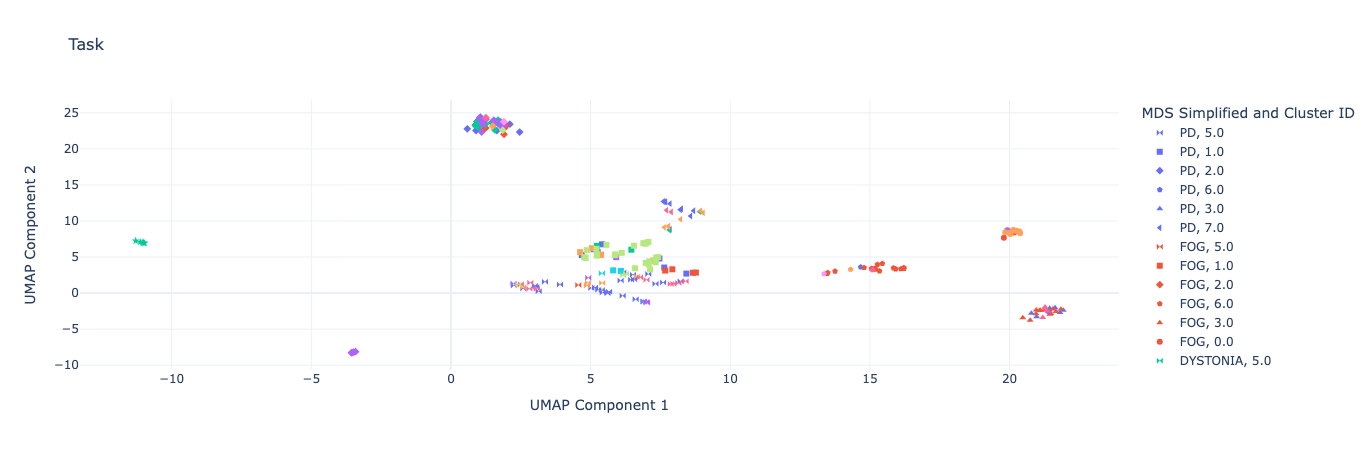 Task
MDS Simplified and Cluster ID
PD, 5.0
PD, 1.0
PD, 2.0
PD, 6.0
PD, 3.0
PD, 7.0
FOG, 5.0
FOG, 1.0
FOG, 2.0
FOG, 6.0
FOG, 3.0
FOG, 0.0
DYSTONIA, 5.0
UMAP Component 2
25
20
15
10
5
0
−5
−10
−10 −5 0 5 10 15 20
UMAP Component 1